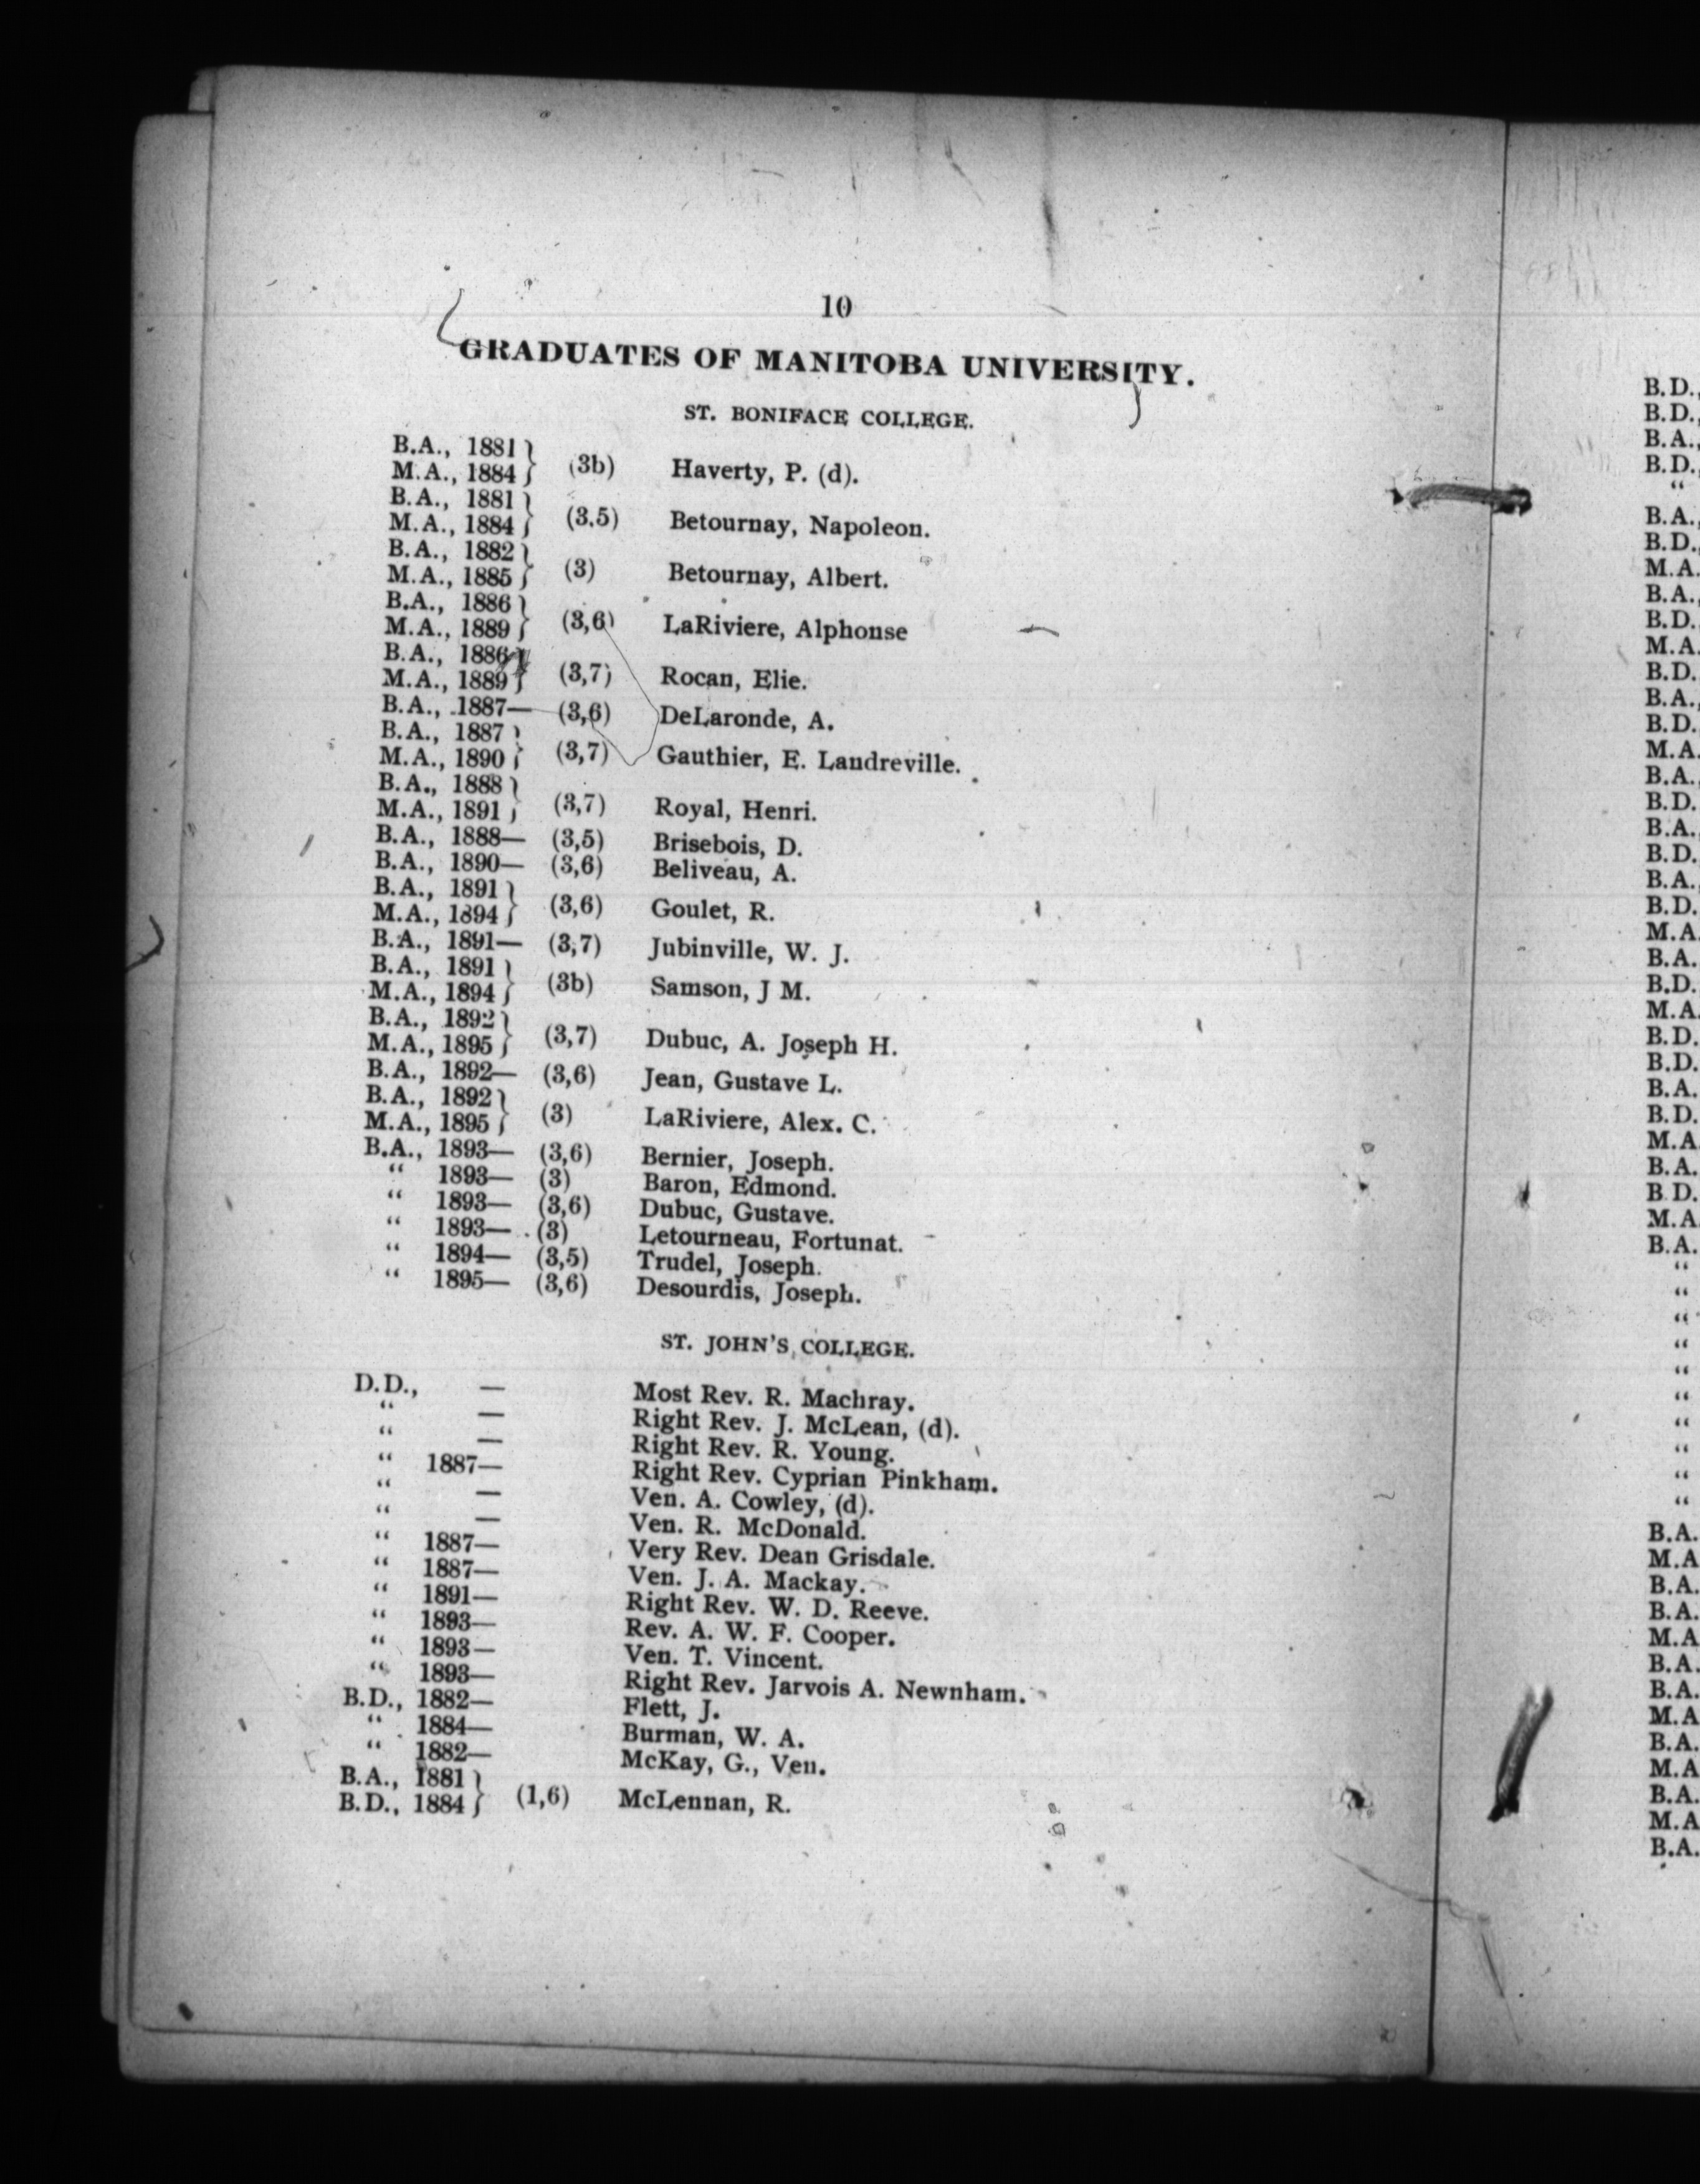 10
GRADUATES OF MANITOBA UNIVERSITY.
ST. BONIFACE COLLEGE.
B.A., 1881 }
M.A., 1884 } (3b) Haverty, P. (d).
B.A., 1881 }
M.A., 1884 } (3.5) Betournay, Napoleon.
B.A., 1882 }
M.A., 1885 } (3) Betournay, Albert.
B.A., 1886 }
M.A., 1889 } (3,6) LaRiviere, Alphonse
B.A., 1886 }
M.A., 1889 } (3,7) Rocan, Elie.
B.A., 1887— (3,6) DeLaronde, A.
B.A., 1887 }
M.A., 1890 } (3,7) Gauthier, E. Landreville.
B.A., 1888 }
M.A., 1891 } (3,7) Royal, Henri.
B.A., 1888— (3,5) Brisebois, D.
B.A., 1890— (3,6) Beliveau, A.
B.A., 1891 }
M.A., 1894 } (3,6) Goulet, R.
B.A., 1891— (3,7) Jubinville, W. J.
B.A., 1891 }
M.A., 1894 } (3b) Samson, J M.
B.A., 1892 }
M.A., 1895 } (3,7) Dubuc, A. Joseph H.
B.A., 1892— (3,6) Jean, Gustave L.
B.A., 1892 }
M.A., 1895 } (3) LaRiviere, Alex. C.
B.A., 1893— (3,6) Bernier, Joseph.
“ 1893— (3) Baron, Edmond.
“ 1893— (3,6) Dubuc, Gustave.
“ 1893— (3) Letourneau, Fortunat.
“ 1894— (3,5) Trudel, Joseph.
“ 1895— (3,6) Desourdis, Joseph.
ST. JOHN'S COLLEGE.
D.D., — Most Rev. R. Machray.
“ — Right Rev. J. McLean, (d).
“ — Right Rev. R. Young.
“ 1887— Right Rev. Cyprian Pinkham.
“ — Ven. A. Cowley, (d).
“ — Ven. R. McDonald.
“ 1887— Very Rev. Dean Grisdale.
“ 1887— Ven. J. A. Mackay.
“ 1891— Right Rev. W. D. Reeve.
“ 1893— Rev. A. W. F. Cooper.
“ 1893— Ven. T. Vincent.
“ 1893— Right Rev. Jarvois A. Newnham.
B.D., 1882— Flett, J.
“ 1884— Burman, W. A.
“ 1882— McKay, G., Ven.
B.A., 1881 }
B.D., 1884 } (1,6) McLennan, R.
B.D.,
B.D.,
B.A.,
B.D.,
“
B.A.,
B.D.,
M.A.
B.A.,
B.D.
M.A.
B.D.
B.A.,
B.D.
M.A.
B.A.,
B.D.
B.A.
B.D.
B.A.,
B.D.
M.A.
B.A.
B.D.
M.A.
B.D.
B.D.
B.A.
B.D.
M.A.
B.A.
B D.
M.A.
B.A.
“
“
“
“
“
“
“
“
“
“
B.A.
M.A
B.A.
B.A.
M.A
B.A.
B.A.
M.A
B.A.
M.A
B.A.
M.A
B.A.